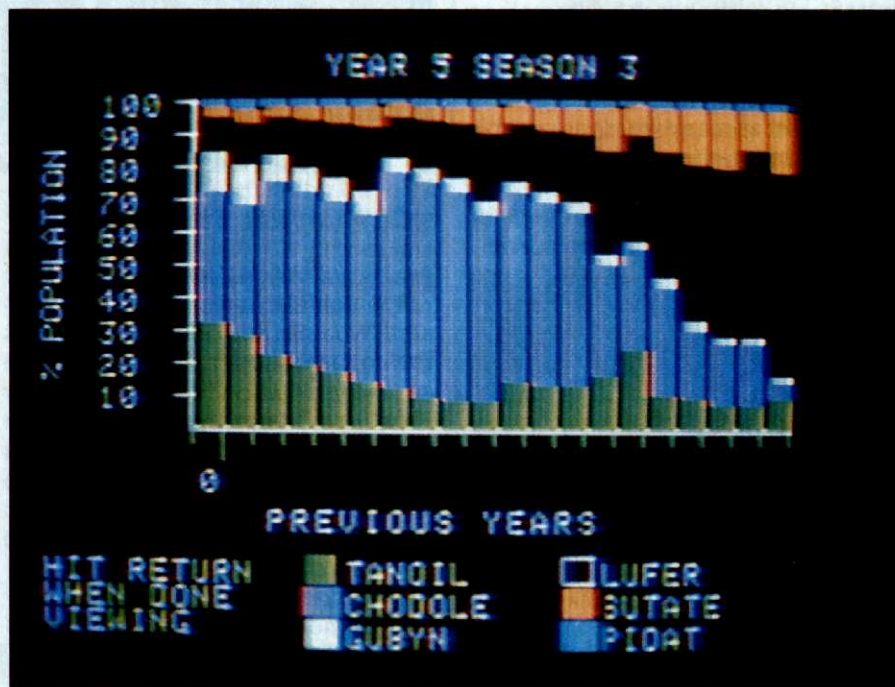 YEAR 5 SEASON 3
100
90
80
70
60
50
40
30
20
10
% POPULATION
0
PREVIOUS YEARS
HIT RETURN
WHEN DONE
VIEWING
TANOIL
CHODOLE
GUBYN
LUFER
SUTATE
PIOAT